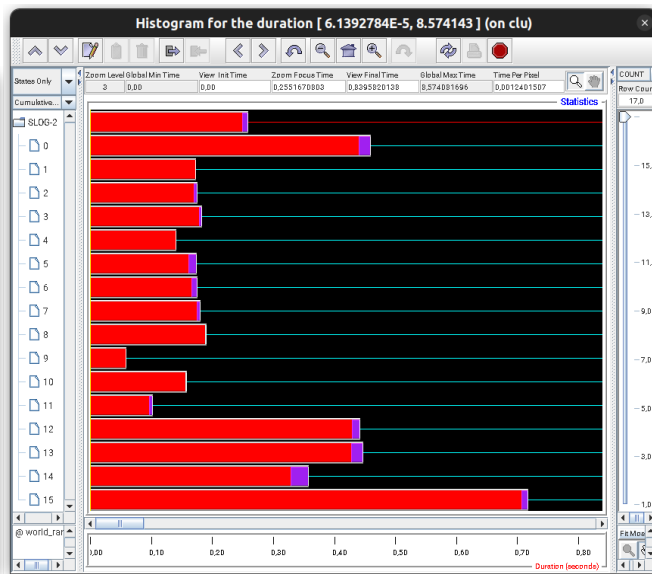 Histogram for the duration [ 6.1392784E-5, 8.574143 ] (on clu)
States Only
Cumulative...
Zoom Level Global Min Time View Init Time Zoom Focus Time View Final Time Global Max Time Time Per Pixel
3 0,00 0,00 0,2551670803 0,8395820138 8,574081696 0,0012401507
COUNT
Row Coun
17,0
Statistics
SLOG-2
0
1
2
3
4
5
6
7
8
9
10
11
12
13
14
15
-15,
-13,
-11,
-9,0
-7,0
-5,0
-3,0
-1,0
@ world_rar
Fit Mos
0,00 0,10 0,20 0,30 0,40 0,50 0,60 0,70 0,80
Duration (seconds)